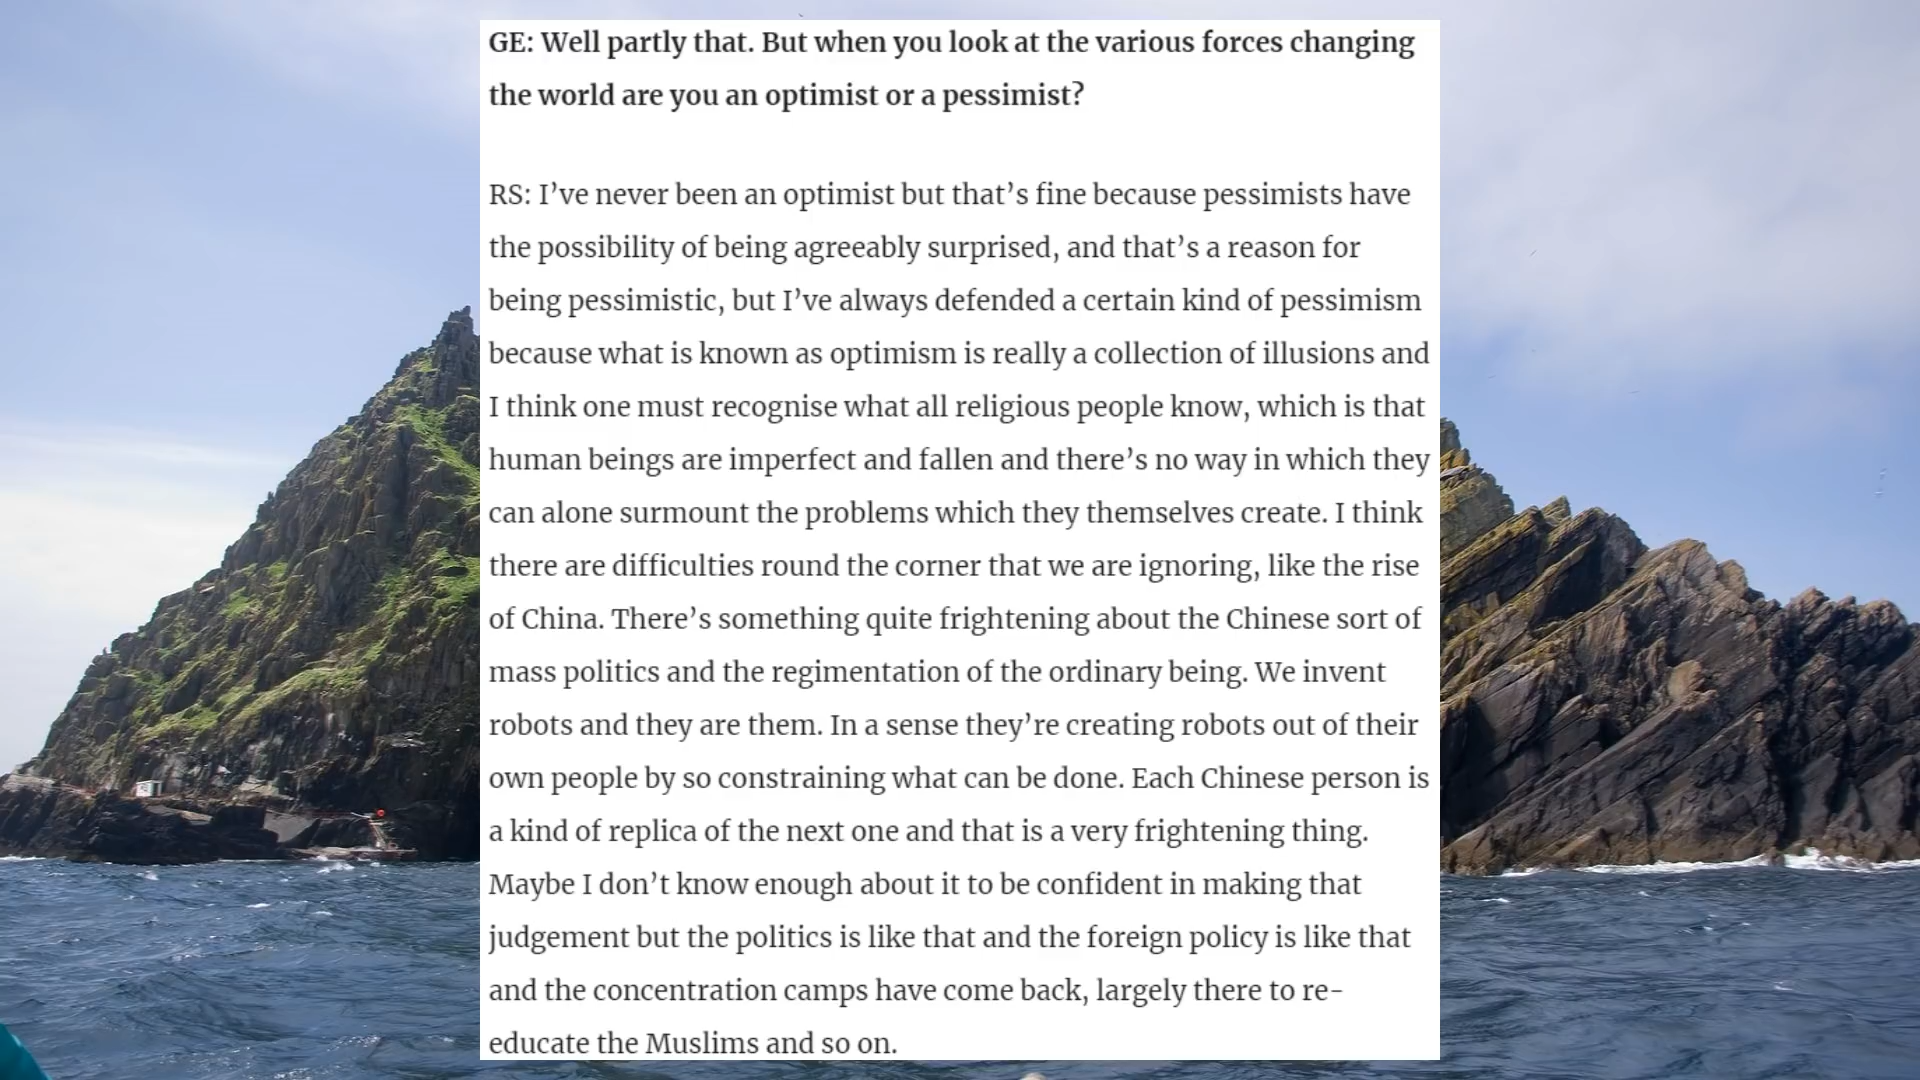 GE: Well partly that. But when you look at the various forces changing
the world are you an optimist or a pessimist?
RS: I’ve never been an optimist but that’s fine because pessimists have
the possibility of being agreeably surprised, and that’s a reason for
being pessimistic, but I’ve always defended a certain kind of pessimism
because what is known as optimism is really a collection of illusions and
I think one must recognise what all religious people know, which is that
human beings are imperfect and fallen and there’s no way in which they
can alone surmount the problems which they themselves create. I think
there are difficulties round the corner that we are ignoring, like the rise
of China. There’s something quite frightening about the Chinese sort of
mass politics and the regimentation of the ordinary being. We invent
robots and they are them. In a sense they’re creating robots out of their
own people by so constraining what can be done. Each Chinese person is
a kind of replica of the next one and that is a very frightening thing.
Maybe I don’t know enough about it to be confident in making that
judgement but the politics is like that and the foreign policy is like that
and the concentration camps have come back, largely there to re-
educate the Muslims and so on.